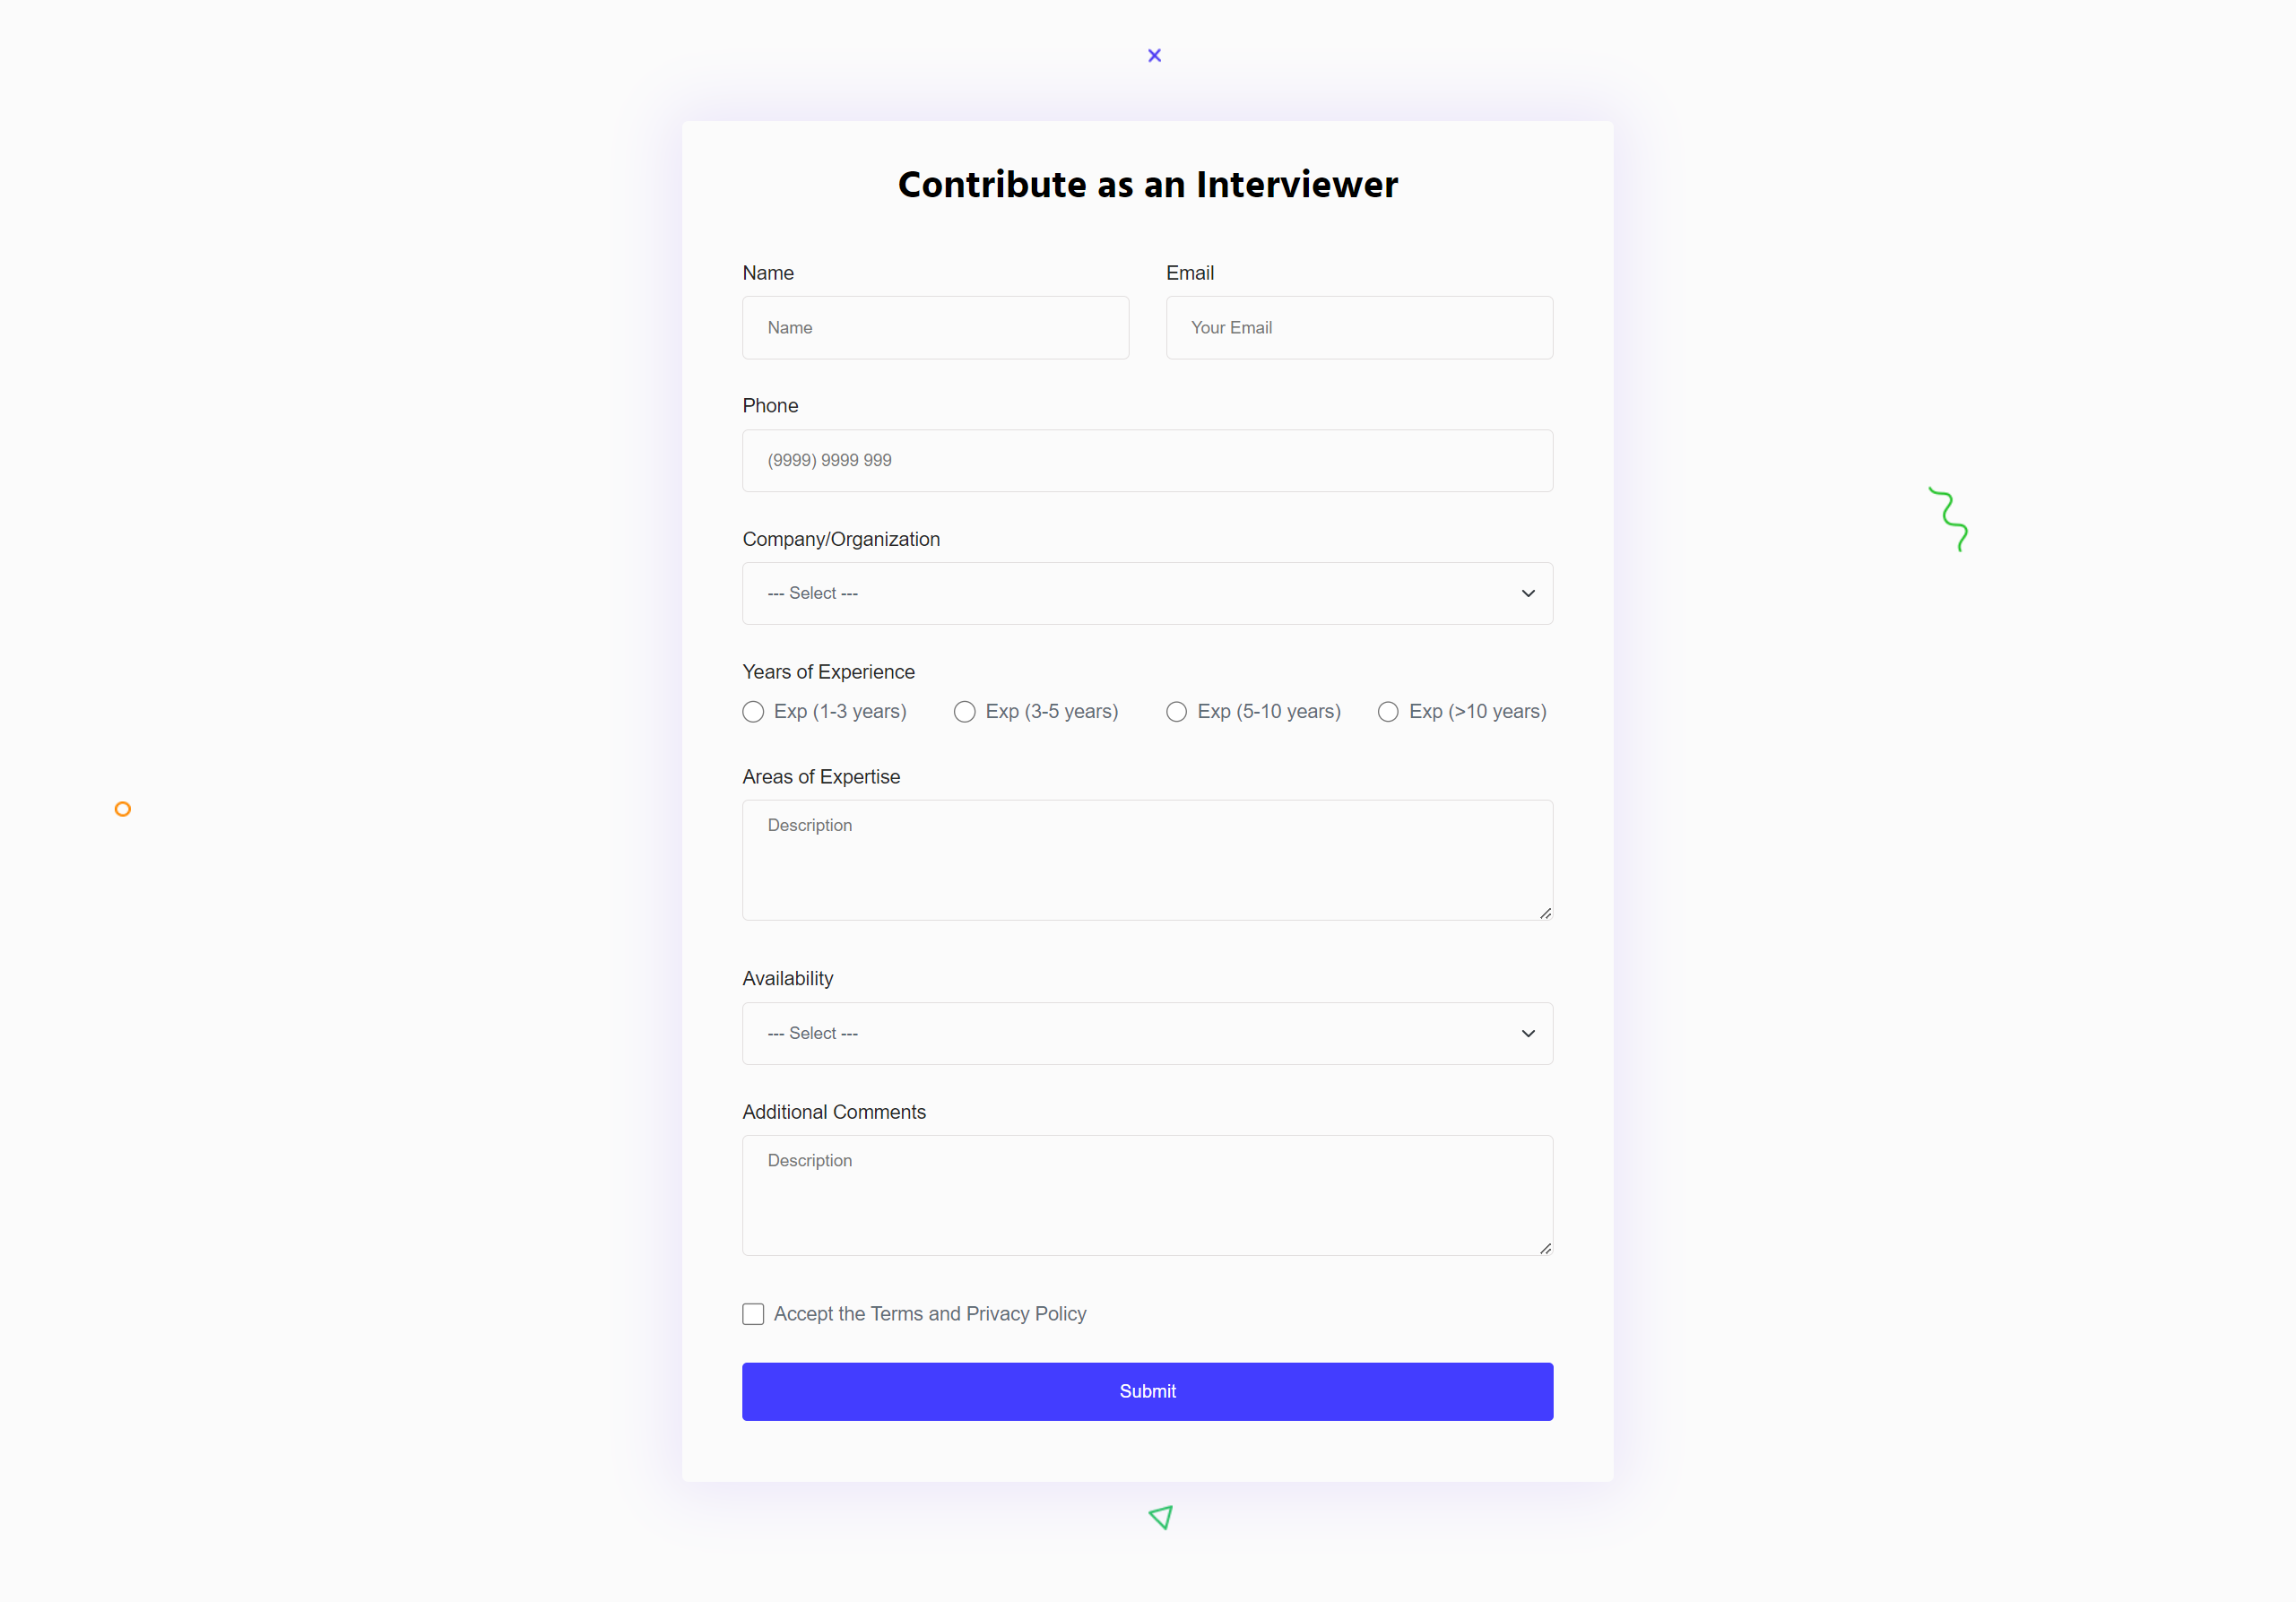 Contribute as an Interviewer
Name
Email
Name
Your Email
Phone
(9999) 9999 999
Company/Organization
--- Select ---
Years of Experience
Exp (1-3 years)
Exp (3-5 years)
Exp (5-10 years)
Exp (>10 years)
Areas of Expertise
Description
Availability
--- Select ---
Additional Comments
Description
Accept the Terms and Privacy Policy
Submit